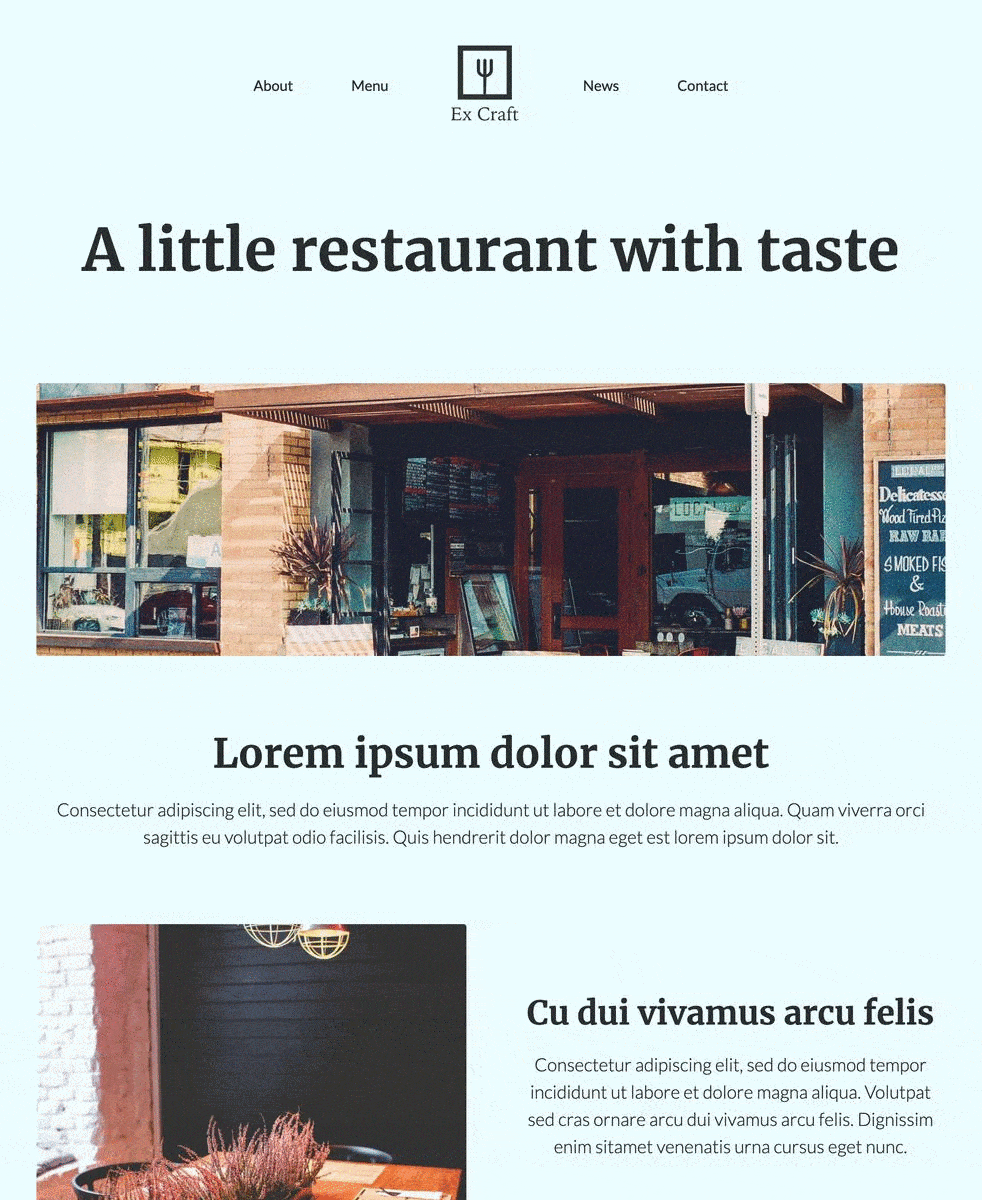 About
Menu
Ex Craft
News
Contact
A little restaurant with taste
LOCAL
Delicatesse
Wood Fired Piz
RAW BAR
SMOKED FIS
&
House Roast
MEATS
Lorem ipsum dolor sit amet
Consectetur adipiscing elit, sed do eiusmod tempor incididunt ut labore et dolore magna aliqua. Quam viverra orci
sagittis eu volutpat odio facilisis. Quis hendrerit dolor magna eget est lorem ipsum dolor sit.
Cu dui vivamus arcu felis
Consectetur adipiscing elit, sed do eiusmod tempor
incididunt ut labore et dolore magna aliqua. Volutpat
sed cras ornare arcu dui vivamus arcu felis. Dignissim
enim sitamet venenatis urna cursus eget nunc.